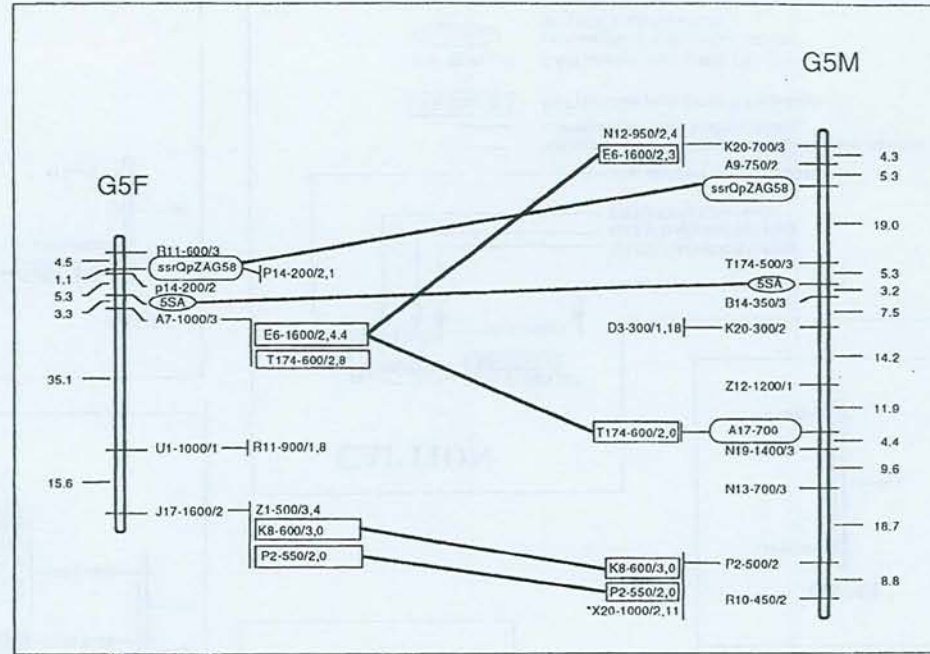 G5M
G5F
N12-950/2,4
E6-1600/2,3
K20-700/3
A9-750/2
ssrQpZAG58
4.3
5.3
19.0
T174-500/3
5SA
B14-350/3
5.3
3.2
7.5
D3-300/1,18
K20-300/2
14.2
Z12-1200/1
11.9
T174-600/2,0
A17-700
N19-1400/3
4.4
9.6
N13-700/3
18.7
K8-600/3,0
P2-500/2
P2-550/2,0
8.8
*X20-1000/2,11
R10-450/2
R11-600/3
4.5
ssrQpZAG58
P14-200/2,1
1.1
p14-200/2
5.3
5SA
3.3
A7-1000/3
E6-1600/2,4.4
T174-600/2,8
35.1
U1-1000/1
R11-900/1,8
15.6
J17-1600/2
Z1-500/3,4
K8-600/3,0
P2-550/2,0